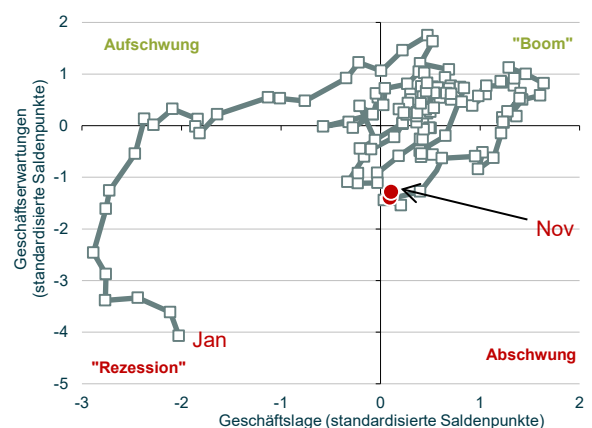 Geschäftserwartungen
(standardisierte Saldenpunkte)
2
1
0
-1
-2
-3
-4
-5
Aufschwung
"Boom"
Nov
Jan
"Rezession"
Abschwung
-3
-2
-1
0
1
2
Geschäftslage (standardisierte Saldenpunkte)